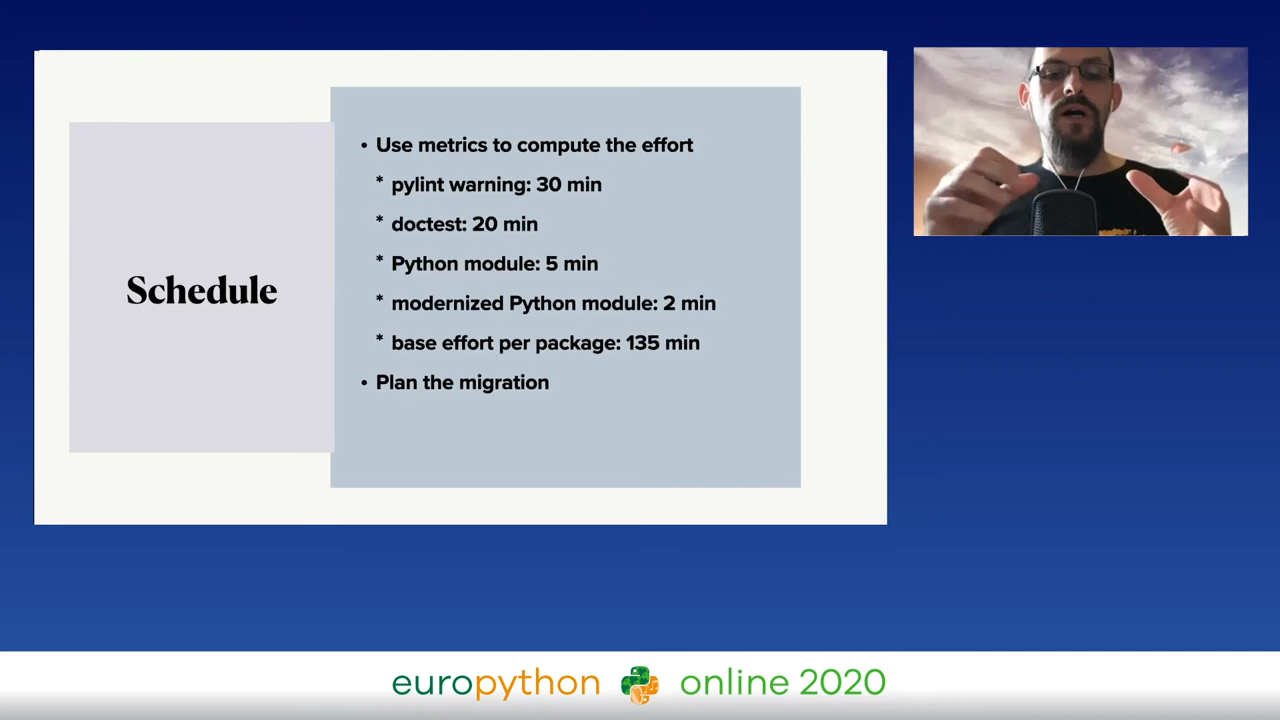 Schedule
• Use metrics to compute the effort
* pylint warning: 30 min
* doctest: 20 min
* Python module: 5 min
* modernized Python module: 2 min
* base effort per package: 135 min
• Plan the migration
europython online 2020